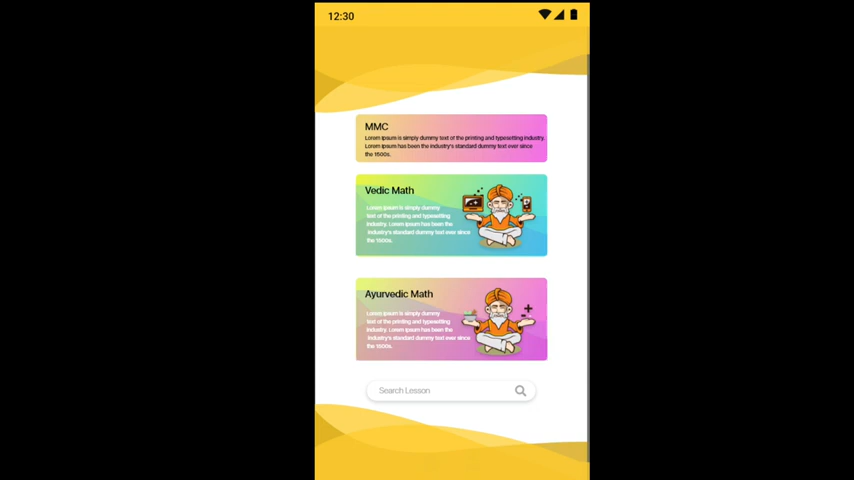 12:30
MMC
Lorem Ipsum is simply dummy text of the printing and typesetting industry.
Lorem Ipsum has been the industry's standard dummy text ever since
the 1500s.
Vedic Math
Lorem Ipsum is simply dummy
text of the printing and typesetting
industry. Lorem Ipsum has been the
industry's standard dummy text ever since
the 1500s.
Ayurvedic Math
Lorem Ipsum is simply dummy
text of the printing and typesetting
industry. Lorem Ipsum has been the
industry's standard dummy text ever since
the 1500s.
Search Lesson